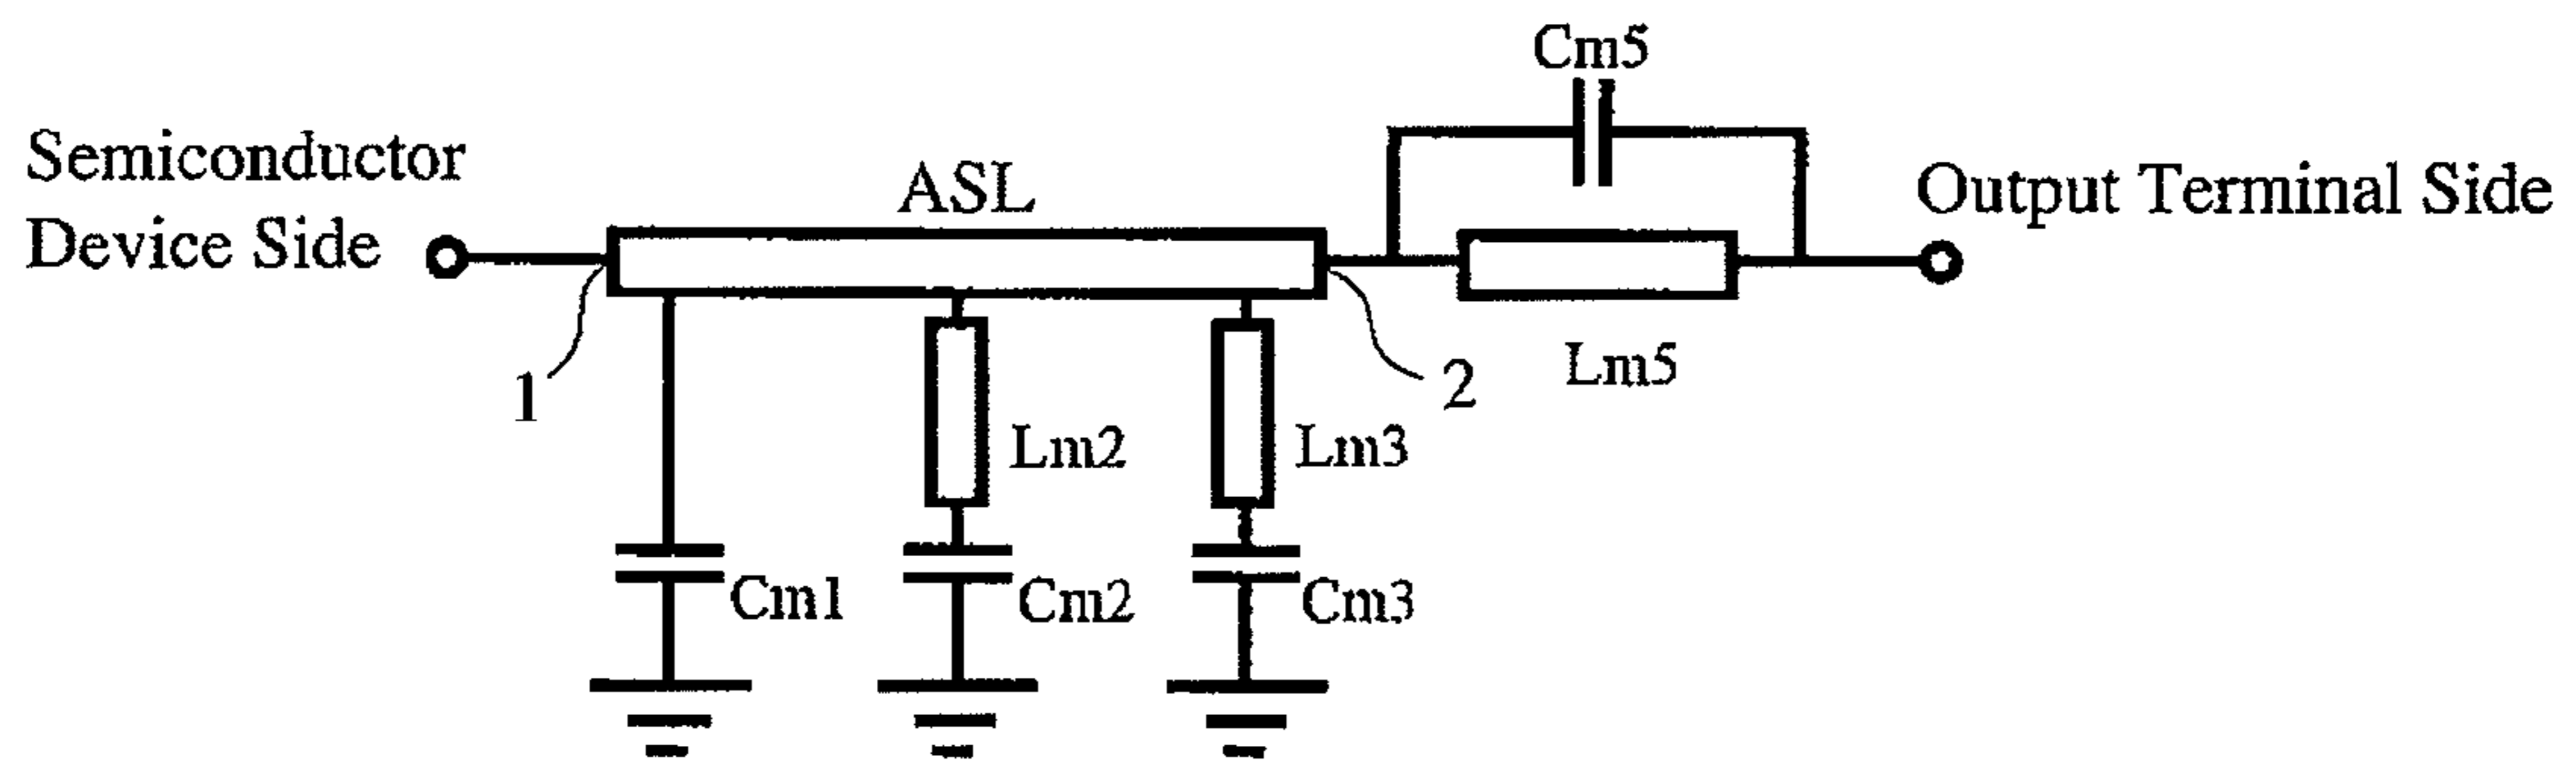 Cm5
Semiconductor
Device Side
ASL
Output Terminal Side
1
2
Lm5
Lm2
Lm3
Cm1
Cm2
Cm3